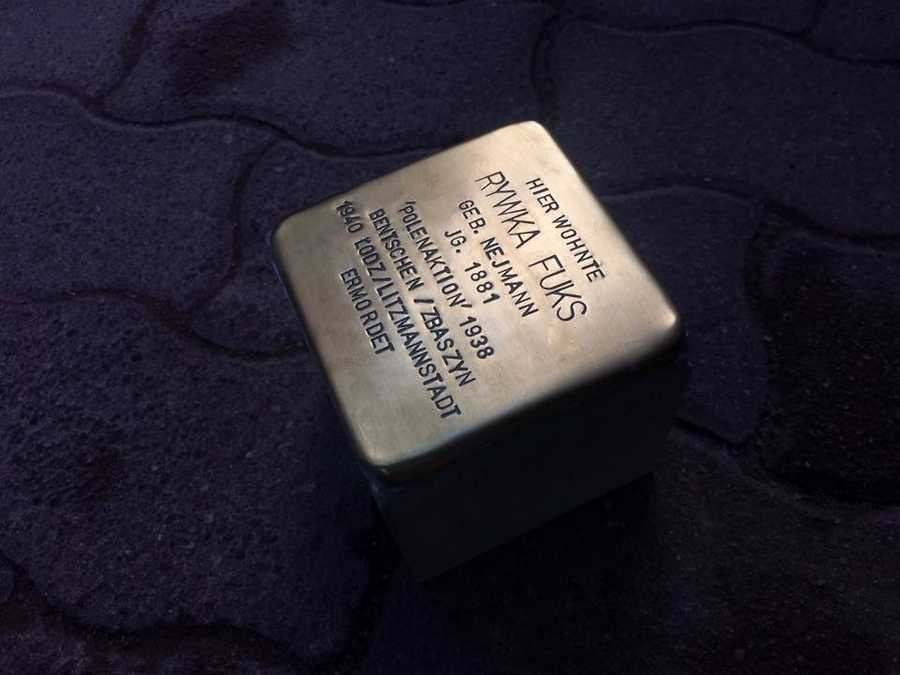 HIER WOHNTE
RYWKA FUKS
GEB. NEJMANN
JG. 1881
'POLENAKTION' 1938
BENTSCHEN / ZBASZYN
1940 ŁODZ/LITZMANNSTADT
ERMORDET